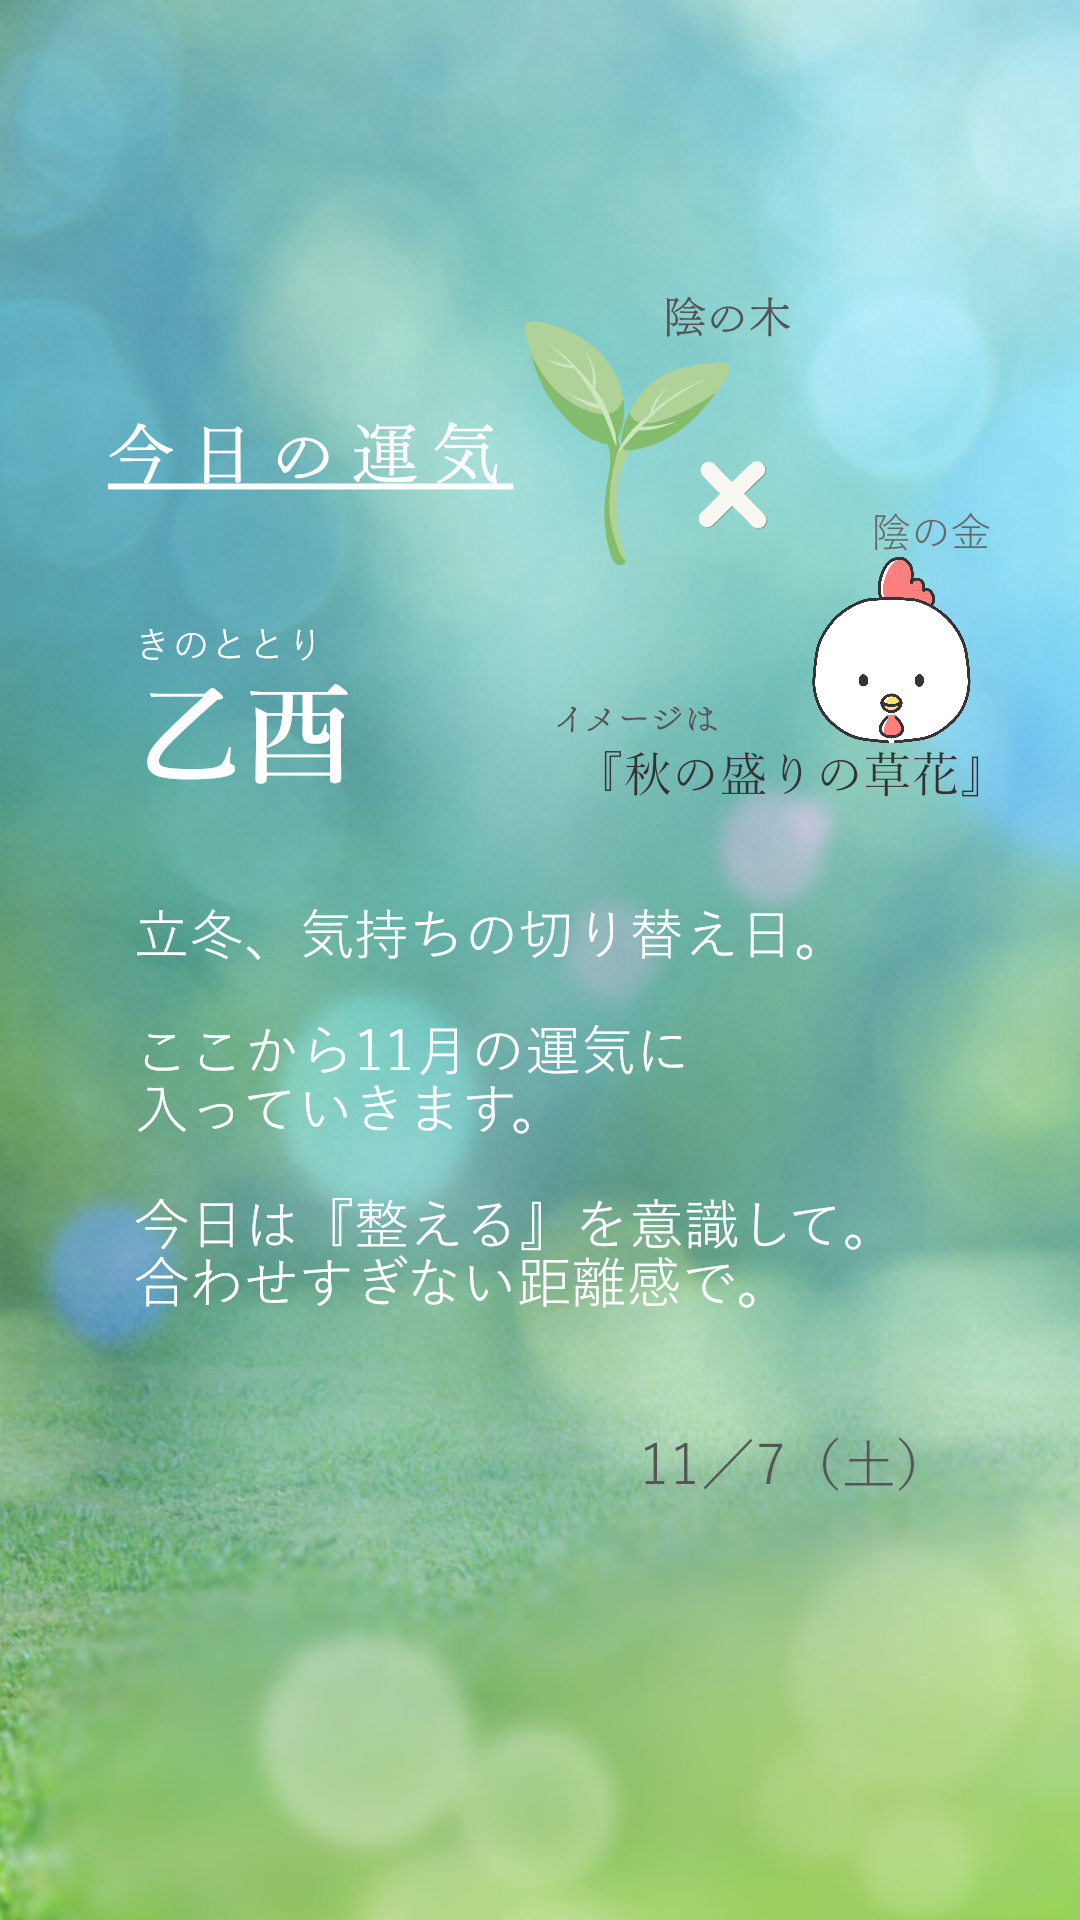 陰の木
今日の運気
陰の金
きのととり
乙酉
イメージは
『秋の盛りの草花』
立冬、気持ちの切り替え日。
ここから11月の運気に
入っていきます。
今日は『整える』を意識して。
合わせすぎない距離感で。
11／7（土）